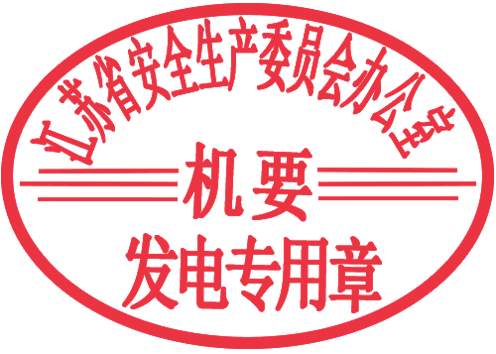 江苏省安全生产委员会办公室
机要
发电专用章